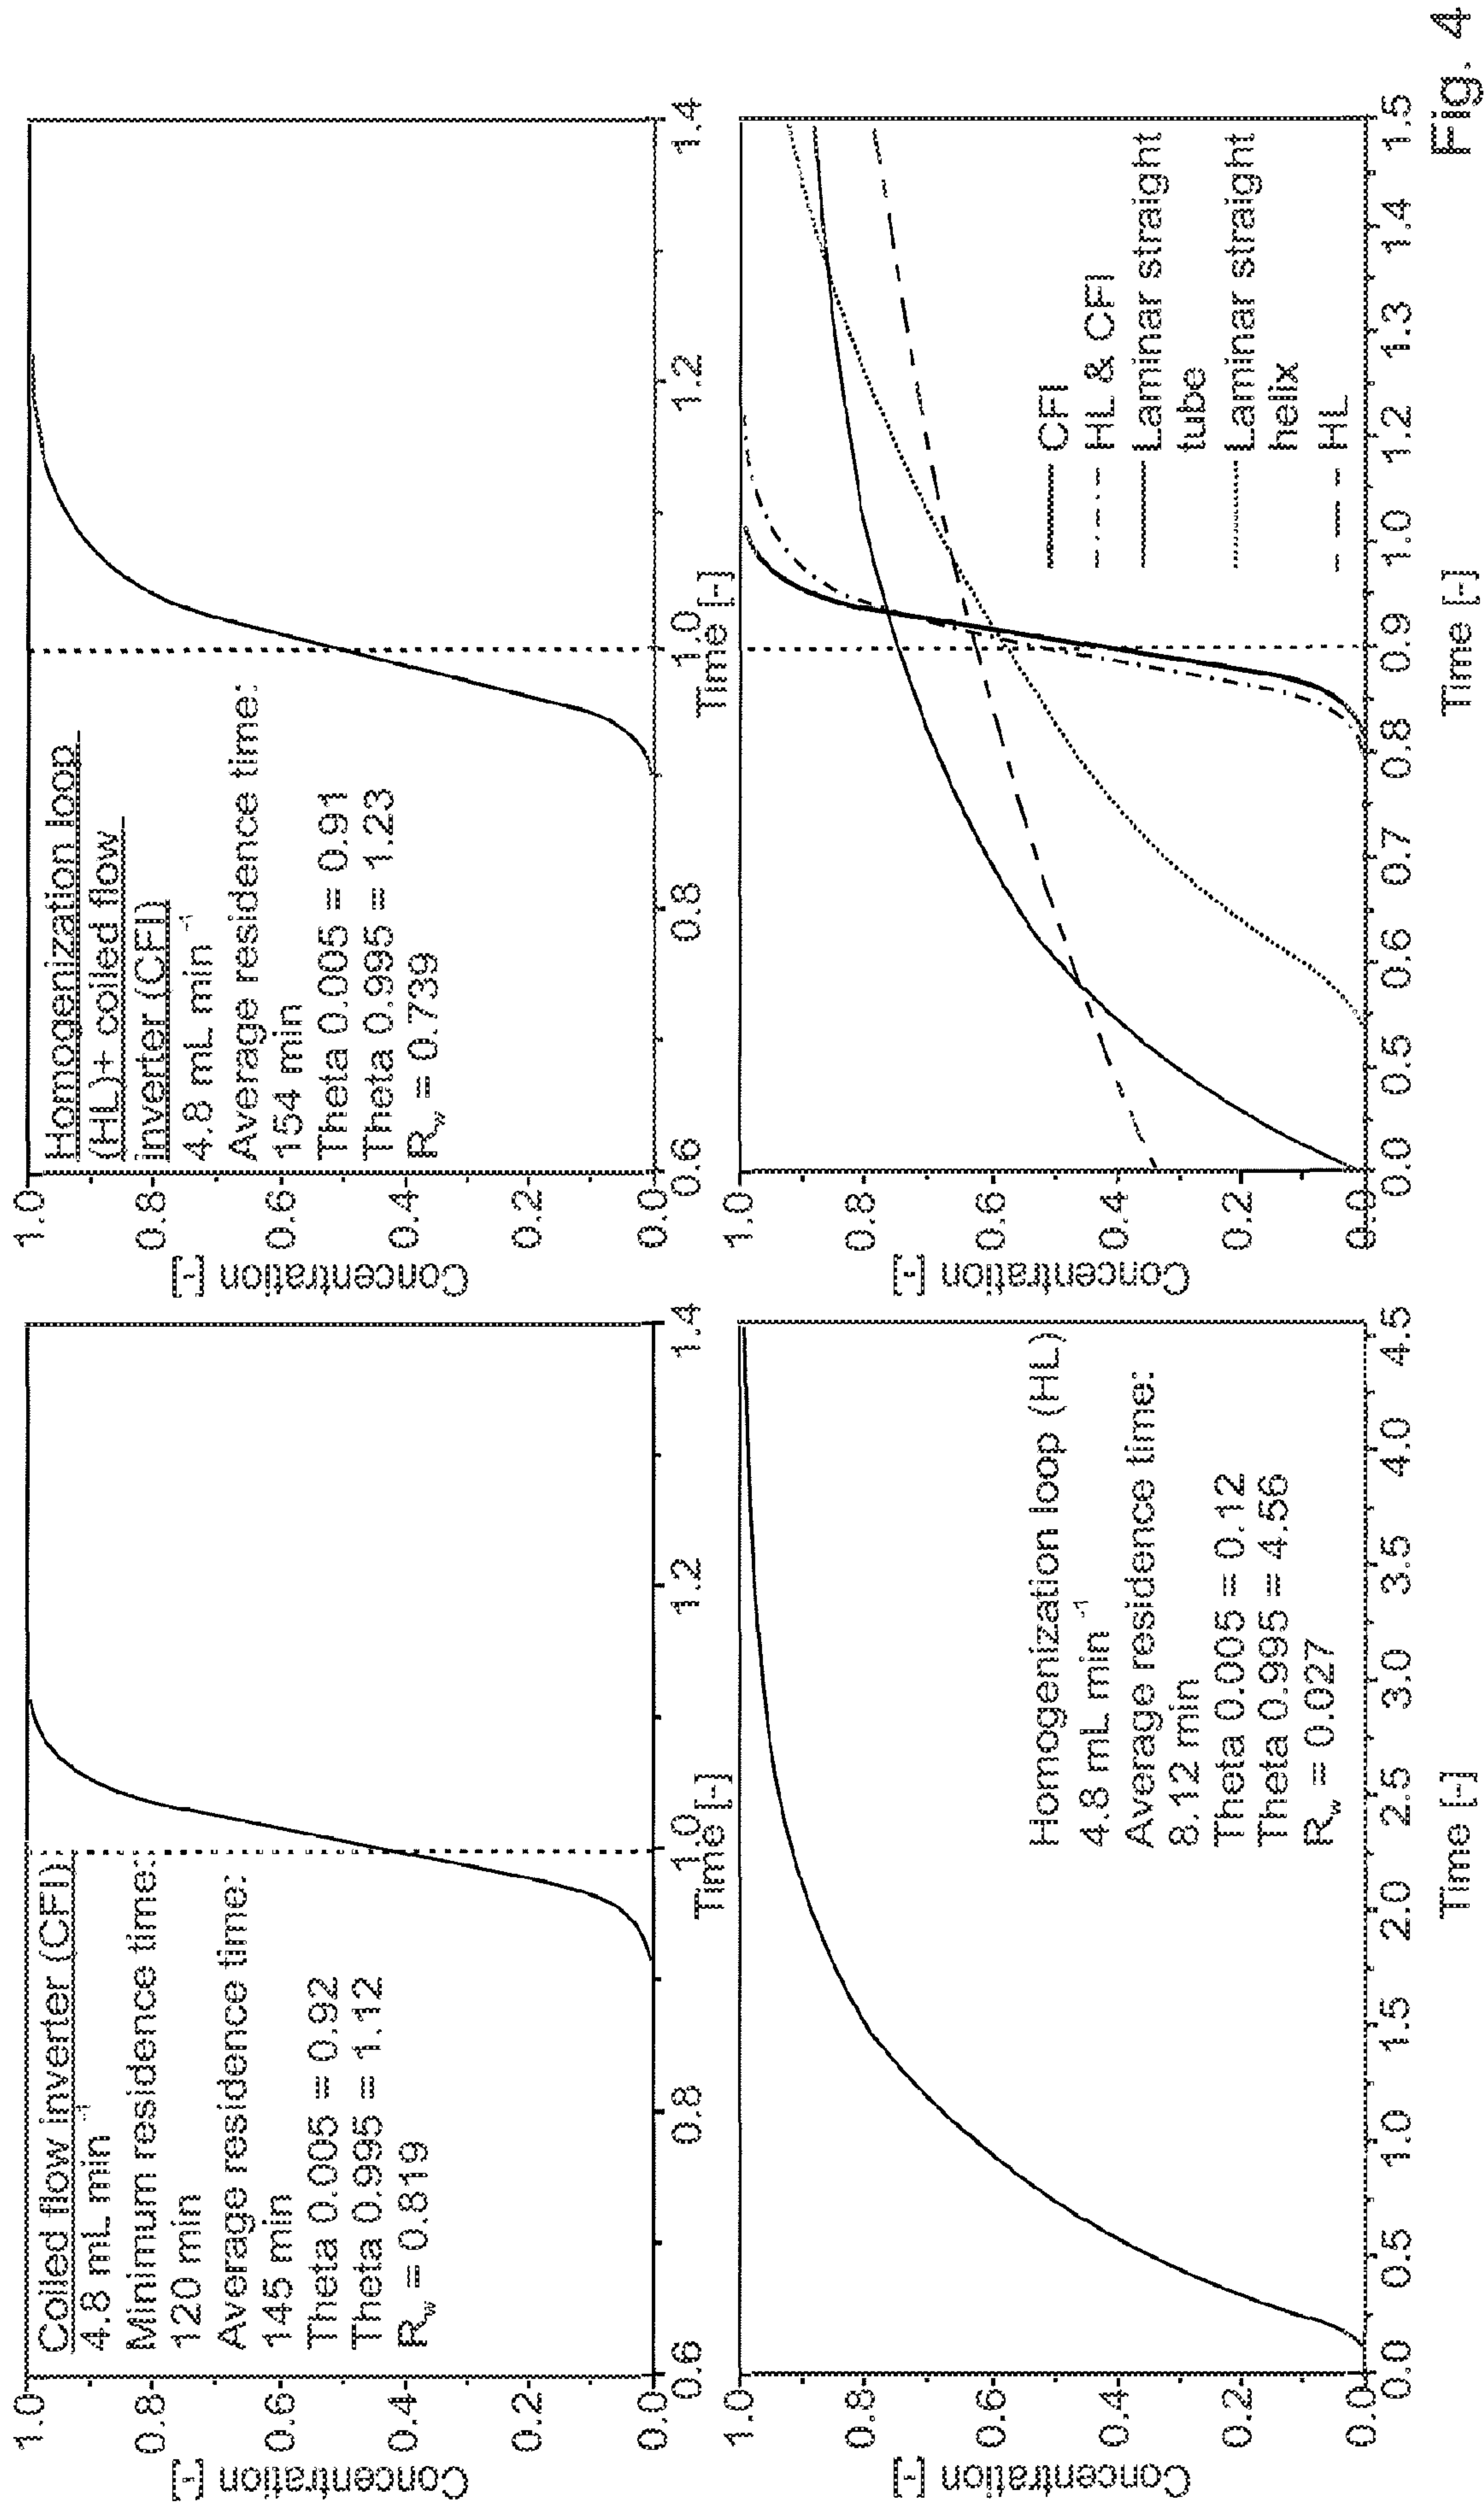 1.0
0.8
0.6
0.4
0.2
0.0
Concentration [-]
Coiled flow inverter (CFI)
4.8 mL min⁻¹
Minimum residence time:
120 min
Average residence time:
145 min
Theta 0.005 = 0.92
Theta 0.995 = 1.12
R_w = 0.819
0.6
0.8
1.0
1.2
1.4
Time [-]
1.0
0.8
0.6
0.4
0.2
0.0
Concentration [-]
Homogenization loop
(HL)+ coiled flow
inverter (CFI)
4.8 mL min⁻¹
Average residence time:
154 min
Theta 0.005 = 0.91
Theta 0.995 = 1.23
R_w = 0.739
0.6
0.8
1.0
1.2
1.4
Time [-]
1.0
0.8
0.6
0.4
0.2
0.0
Concentration [-]
Homogenization loop (HL)
4.8 mL min⁻¹
Average residence time:
8.12 min
Theta 0.005 = 0.12
Theta 0.995 = 4.56
R_w = 0.027
0.0
0.5
1.0
1.5
2.0
2.5
3.0
3.5
4.0
4.5
Time [-]
1.0
0.8
0.6
0.4
0.2
0.0
Concentration [-]
CFI
HL & CFI
Laminar straight
tube
Laminar straight
helix
HL
0.0
0.5
0.6
0.7
0.8
0.9
1.0
1.2
1.3
1.4
1.5
Time [-]
Fig. 4